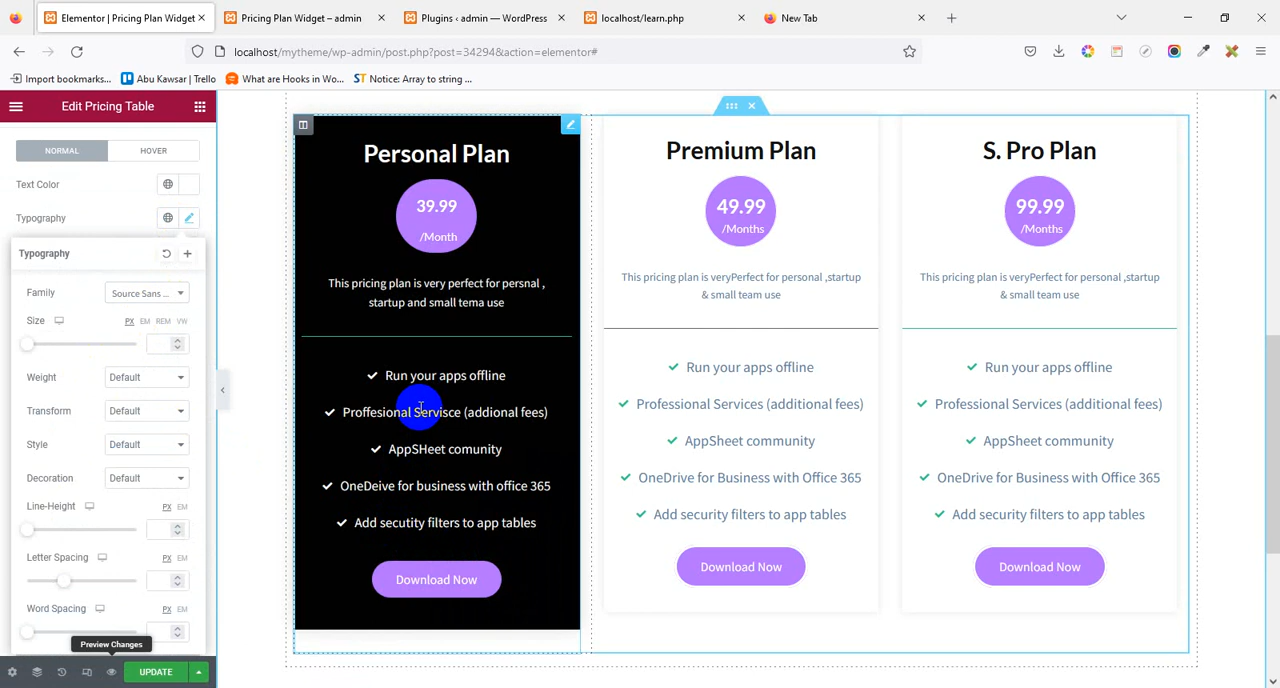 Elementor | Pricing Plan Widget
Pricing Plan Widget – admin
Plugins ‹ admin — WordPress
localhost/learn.php
New Tab
localhost/mytheme/wp-admin/post.php?post=34294&action=elementor#
Import bookmarks...
Abu Kawsar | Trello
What are Hooks in Wo...
Notice: Array to string ...
Edit Pricing Table
NORMAL
HOVER
Text Color
Typography
Typography
Family
Source Sans ...
Size
PX
EM
REM
VW
Weight
Default
Transform
Default
Style
Default
Decoration
Default
Line-Height
PX
EM
Letter Spacing
PX
EM
Word Spacing
PX
EM
Preview Changes
UPDATE
Personal Plan
39.99
/Month
This pricing plan is very perfect for persnal ,
startup and small tema use
Run your apps offline
Proffesional Servisce (addional fees)
AppSHeet comunity
OneDeive for business with office 365
Add secutity filters to app tables
Download Now
Premium Plan
49.99
/Months
This pricing plan is veryPerfect for personal ,startup
& small team use
Run your apps offline
Professional Services (additional fees)
AppSheet community
OneDrive for Business with Office 365
Add security filters to app tables
Download Now
S. Pro Plan
99.99
/Months
This pricing plan is veryPerfect for personal ,startup
& small team use
Run your apps offline
Professional Services (additional fees)
AppSheet community
OneDrive for Business with Office 365
Add security filters to app tables
Download Now